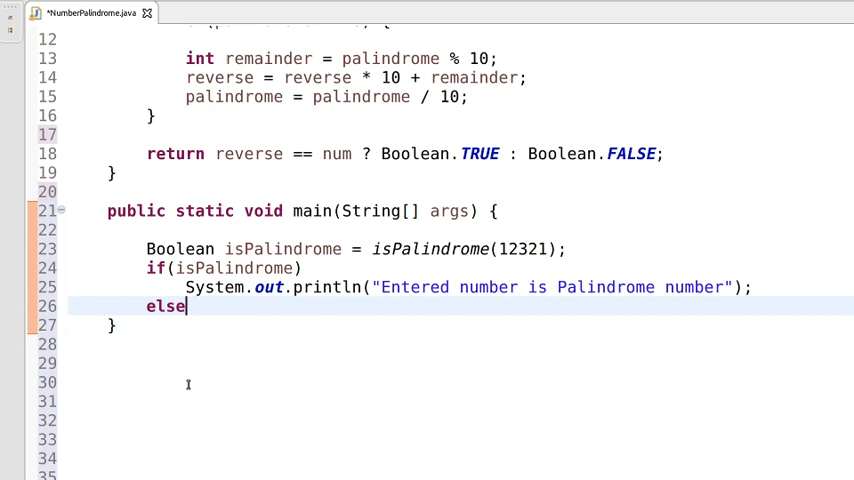 *NumberPalindrome.java
12
13 int remainder = palindrome % 10;
14 reverse = reverse * 10 + remainder;
15 palindrome = palindrome / 10;
16 }
17
18 return reverse == num ? Boolean.TRUE : Boolean.FALSE;
19 }
20
21 public static void main(String[] args) {
22
23 Boolean isPalindrome = isPalindrome(12321);
24 if(isPalindrome)
25 System.out.println("Entered number is Palindrome number");
26 else
27 }
28
29
30
31
32
33
34
35